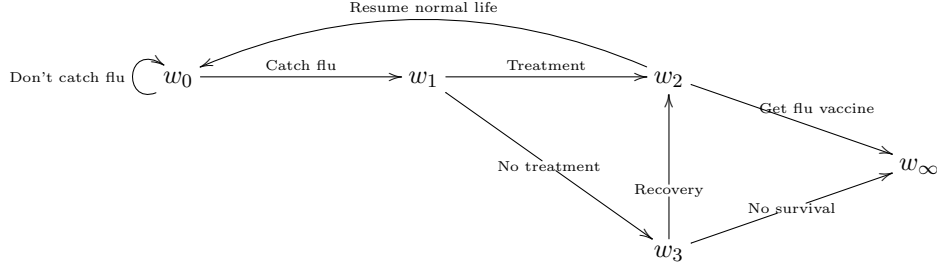 Resume normal life
Don't catch flu
w₀
Catch flu
w₁
Treatment
w₂
Get flu vaccine
No treatment
w∞
Recovery
No survival
w₃